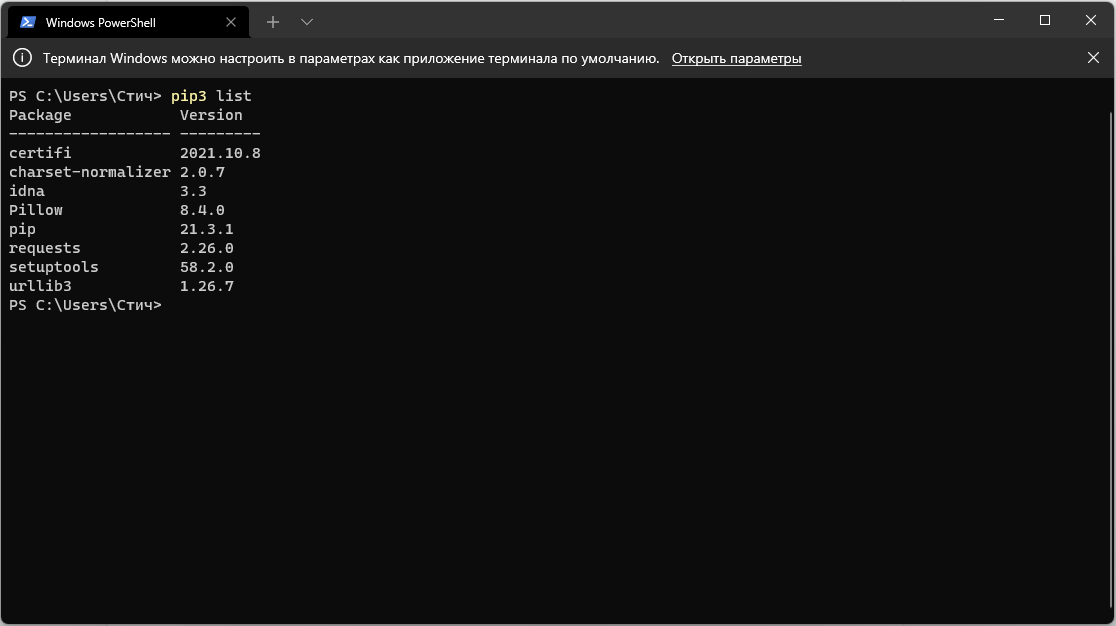 Windows PowerShell
Терминал Windows можно настроить в параметрах как приложение терминала по умолчанию. Открыть параметры
PS C:\Users\Стич> pip3 list
Package            Version
------------------ ---------
certifi            2021.10.8
charset-normalizer 2.0.7
idna               3.3
Pillow             8.4.0
pip                21.3.1
requests           2.26.0
setuptools         58.2.0
urllib3            1.26.7
PS C:\Users\Стич>